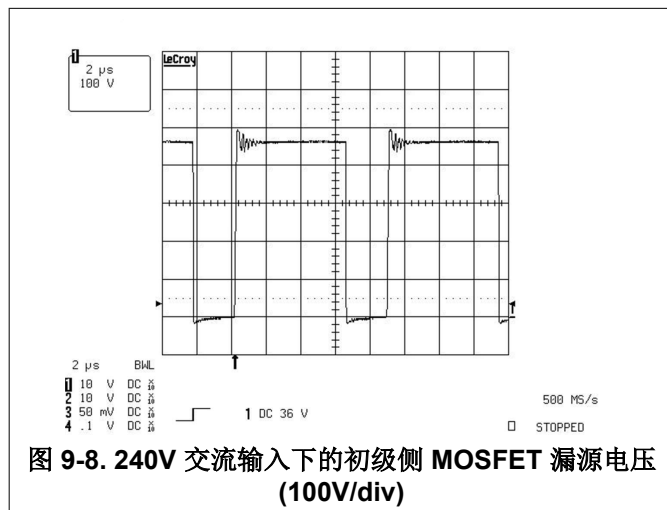 1
2 µs
100 V
LeCroy
2 µs BWL
1 10 V DC
2 10 V DC
3 50 mV DC
4 .1 V DC
1 DC 36 V
500 MS/s
STOPPED
图 9-8. 240V 交流输入下的初级侧 MOSFET 漏源电压
(100V/div)